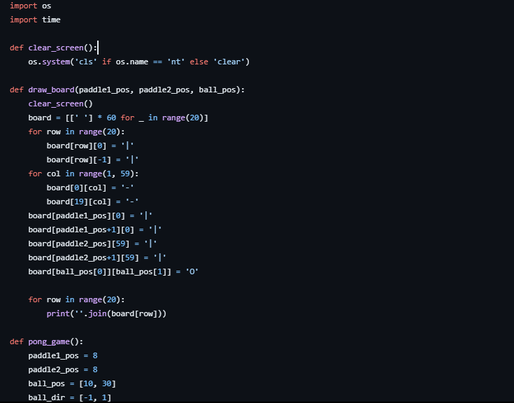 import os
import time

def clear_screen():
    os.system('cls' if os.name == 'nt' else 'clear')

def draw_board(paddle1_pos, paddle2_pos, ball_pos):
    clear_screen()
    board = [[' '] * 60 for _ in range(20)]
    for row in range(20):
        board[row][0] = '|'
        board[row][-1] = '|'
    for col in range(1, 59):
        board[0][col] = '-'
        board[19][col] = '-'
    board[paddle1_pos][0] = '|'
    board[paddle1_pos+1][0] = '|'
    board[paddle2_pos][59] = '|'
    board[paddle2_pos+1][59] = '|'
    board[ball_pos[0]][ball_pos[1]] = 'O'

    for row in range(20):
        print(''.join(board[row]))

def pong_game():
    paddle1_pos = 8
    paddle2_pos = 8
    ball_pos = [10, 30]
    ball_dir = [-1, 1]